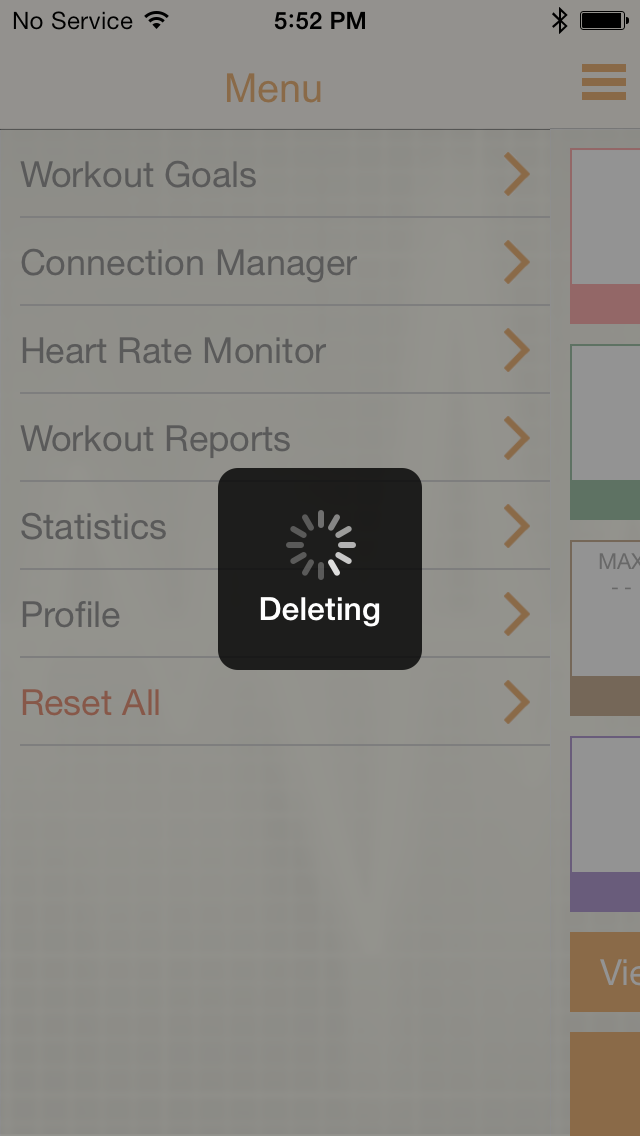 No Service 5:52 PM
Menu
Workout Goals
Connection Manager
Heart Rate Monitor
Workout Reports
Statistics
Profile
Reset All
Deleting
MAX
- -
Vie